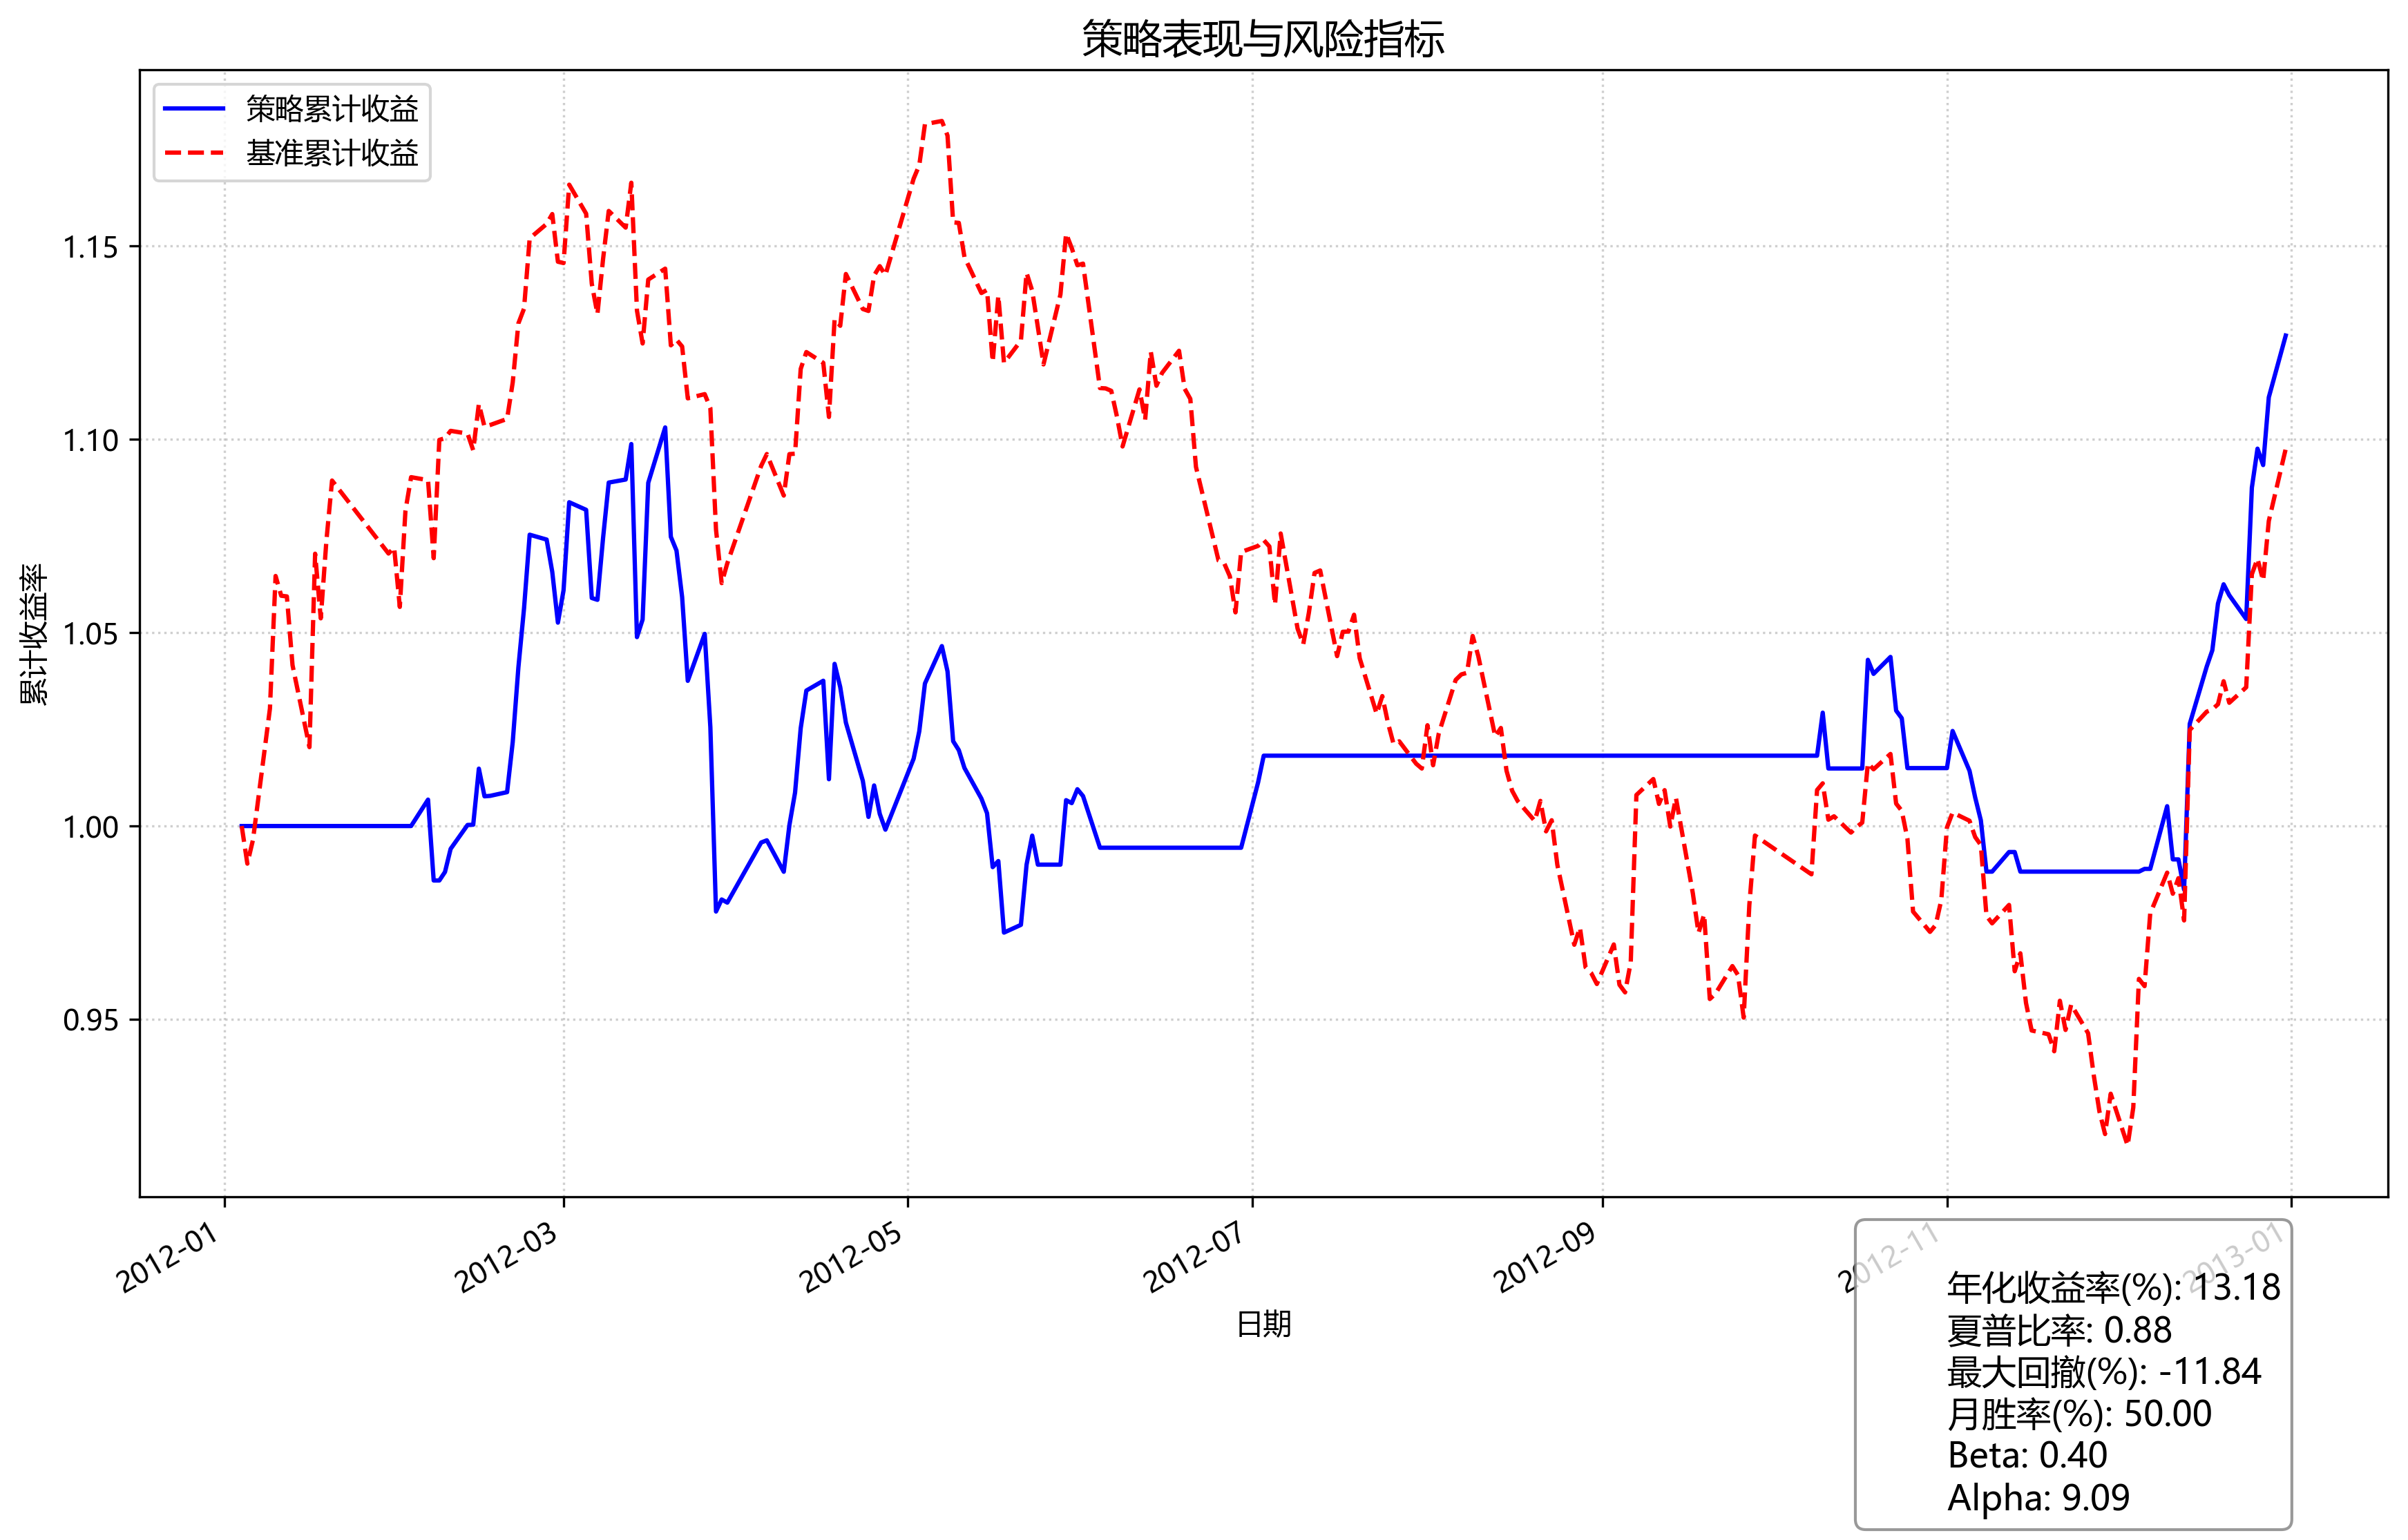 策略表现与风险指标
策略累计收益
基准累计收益
累计收益率
1.15
1.10
1.05
1.00
0.95
2012-01
2012-03
2012-05
2012-07
2012-09
2012-11
2013-01
日期
年化收益率(%): 13.18
夏普比率: 0.88
最大回撤(%): -11.84
月胜率(%): 50.00
Beta: 0.40
Alpha: 9.09